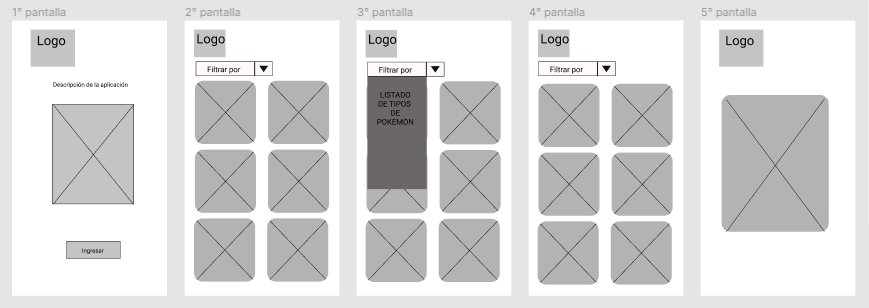 1° pantalla
Logo
Descripción de la aplicación
Ingresar
2° pantalla
Logo
Filtrar por
3° pantalla
Logo
Filtrar por
LISTADO
DE TIPOS
DE
POKEMON
4° pantalla
Logo
Filtrar por
5° pantalla
Logo